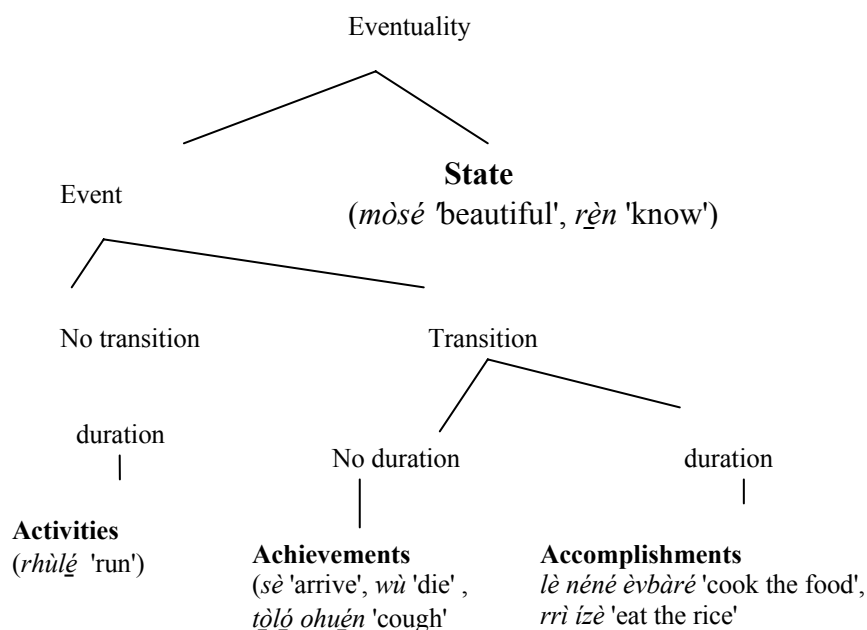 Eventuality
Event
State
(mòsé 'beautiful', rẹ̀n 'know')
No transition
Transition
duration
No duration
duration
Activities
(rhùlẹ́ 'run')
Achievements
(sè 'arrive', wù 'die' ,
tọ̀lọ́ ohuẹ́n 'cough'
Accomplishments
lè néné èvbàré 'cook the food',
rrì ízè 'eat the rice'